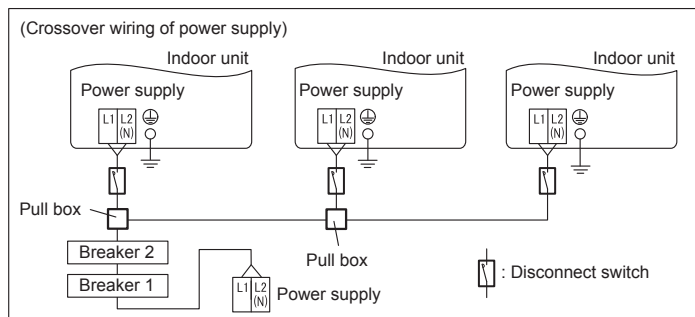 (Crossover wiring of power supply)
Indoor unit
Indoor unit
Indoor unit
Power supply
Power supply
Power supply
L1 L2 (N)
L1 L2 (N)
L1 L2 (N)
Pull box
Pull box
Breaker 2
Breaker 1
L1 L2 (N)
Power supply
: Disconnect switch